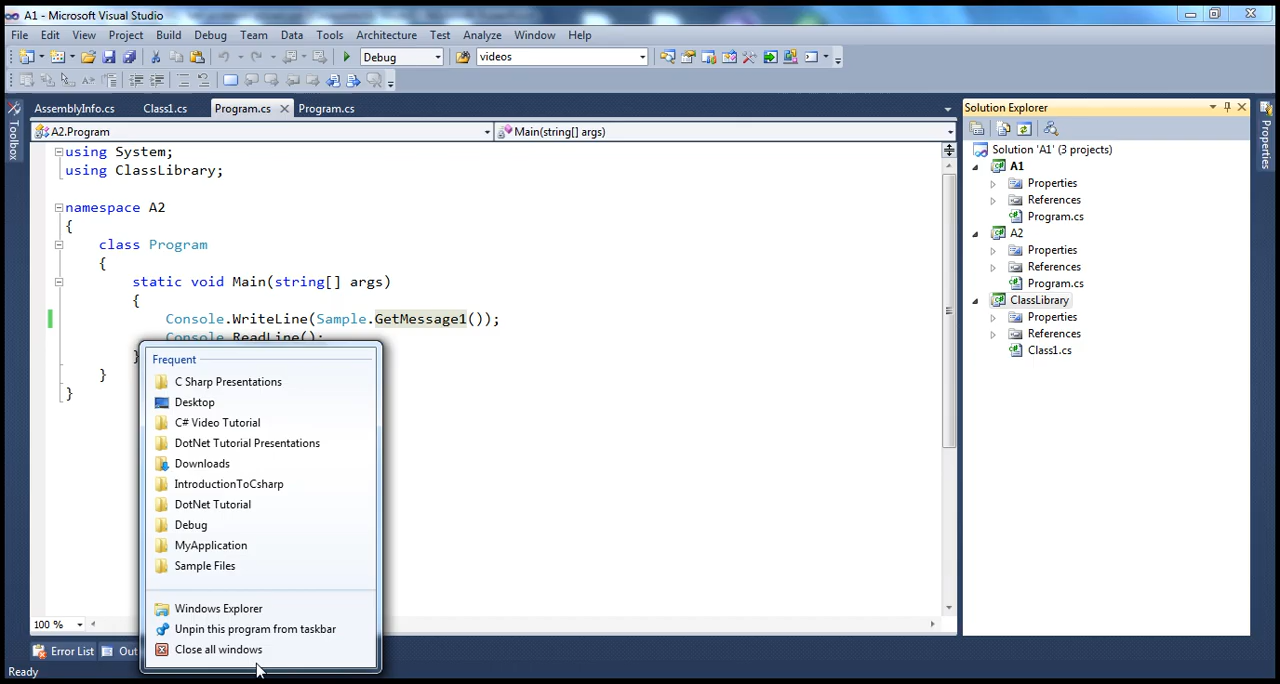 A1 - Microsoft Visual Studio
File Edit View Project Build Debug Team Data Tools Architecture Test Analyze Window Help
Debug videos
AssemblyInfo.cs Class1.cs Program.cs Program.cs
A2.Program Main(string[] args)
using System;
using ClassLibrary;
namespace A2
{
class Program
{
static void Main(string[] args)
{
Console.WriteLine(Sample.GetMessage1());
Console.ReadLine();
}
}
}
Frequent
C Sharp Presentations
Desktop
C# Video Tutorial
DotNet Tutorial Presentations
Downloads
IntroductionToCsharp
DotNet Tutorial
Debug
MyApplication
Sample Files
Windows Explorer
Unpin this program from taskbar
Close all windows
100 %
Error List Out
Ready
Toolbox
Solution Explorer
Solution 'A1' (3 projects)
A1
Properties
References
Program.cs
A2
Properties
References
Program.cs
ClassLibrary
Properties
References
Class1.cs
Properties